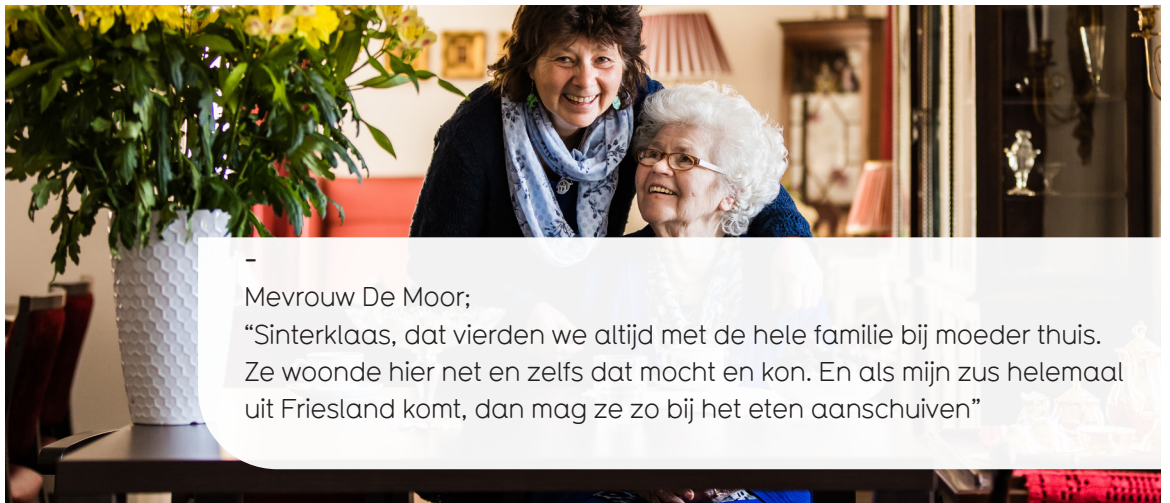 –
Mevrouw De Moor;
“Sinterklaas, dat vierden we altijd met de hele familie bij moeder thuis.
Ze woonde hier net en zelfs dat mocht en kon. En als mijn zus helemaal
uit Friesland komt, dan mag ze zo bij het eten aanschuiven”